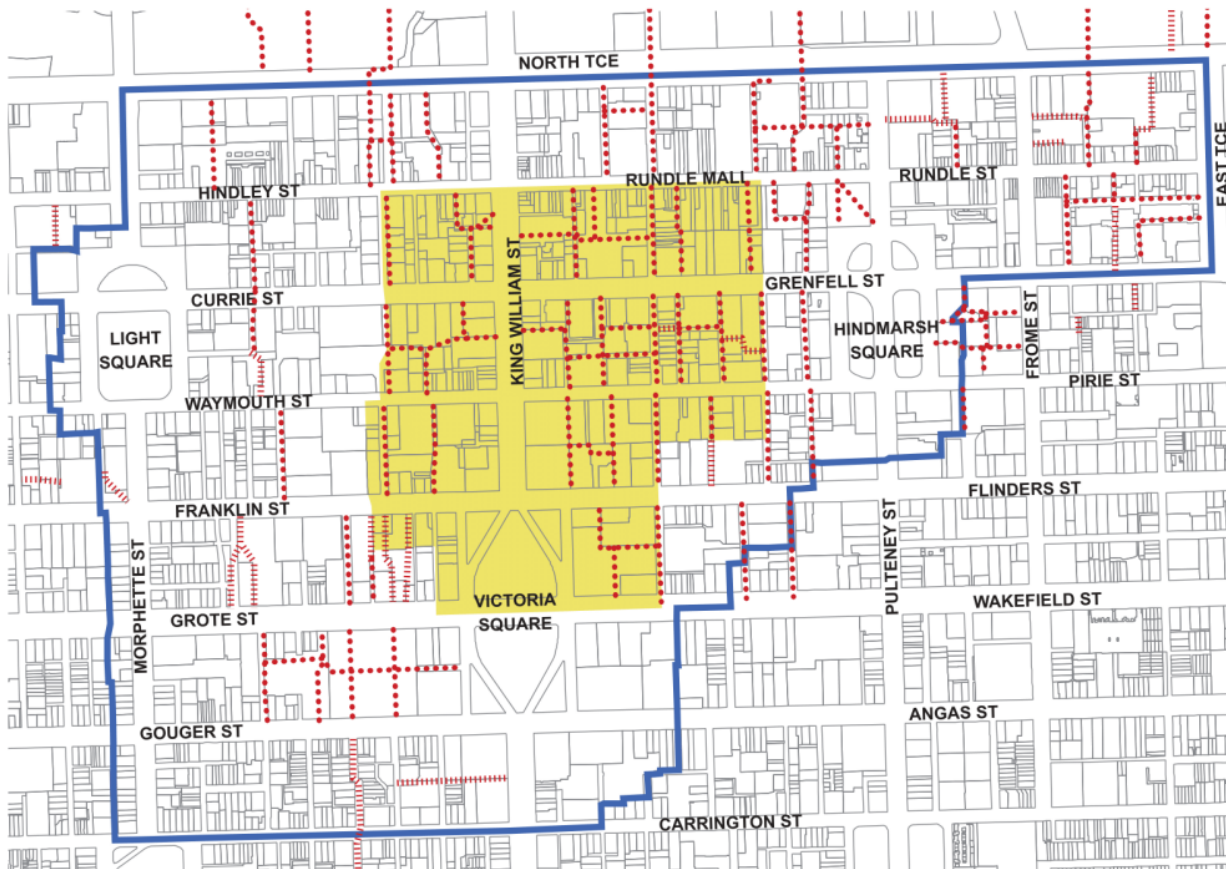 NORTH TCE
EAST TCE
HINDLEY ST
RUNDLE MALL
RUNDLE ST
KING WILLIAM ST
CURRIE ST
GRENFELL ST
LIGHT
SQUARE
HINDMARSH
SQUARE
FROME ST
WAYMOUTH ST
PIRIE ST
FRANKLIN ST
FLINDERS ST
MORPHETTE ST
PULTENEY ST
GROTE ST
VICTORIA
SQUARE
WAKEFIELD ST
GOUGER ST
ANGAS ST
CARRINGTON ST